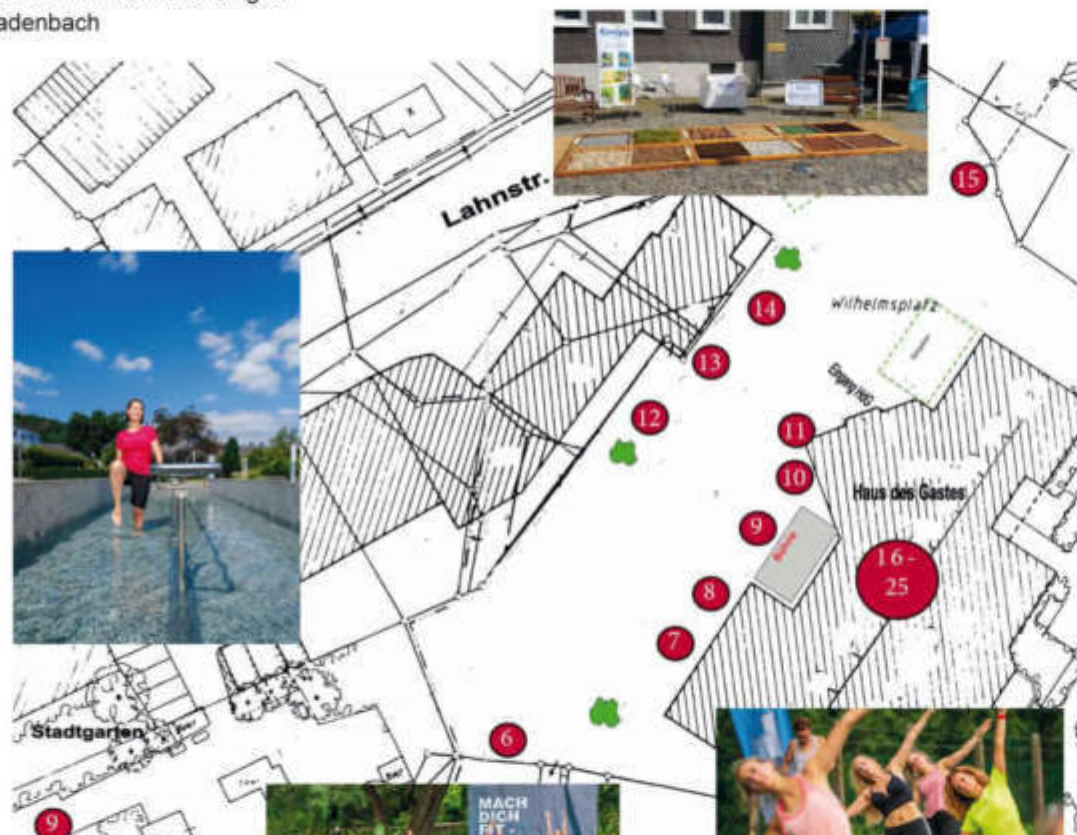 adenbach
Lahnstr.
15
14
Wilhelmsplatz
13
12
11
10
Haus des Gastes
9
16 -
25
8
7
Stadtgarten
6
9
MACH
DICH
FIT -